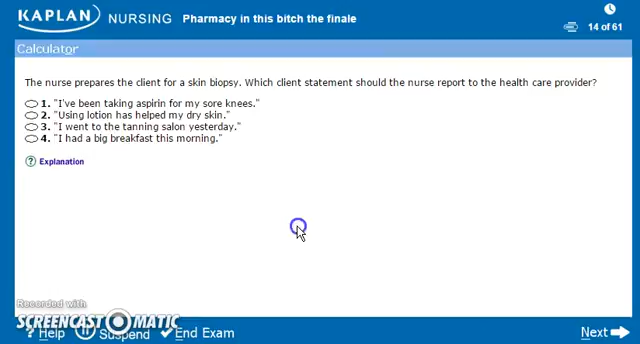 KAPLAN NURSING Pharmacy in this bitch the finale
14 of 61
Calculator
The nurse prepares the client for a skin biopsy. Which client statement should the nurse report to the health care provider?
1. "I've been taking aspirin for my sore knees."
2. "Using lotion has helped my dry skin."
3. "I went to the tanning salon yesterday."
4. "I had a big breakfast this morning."
? Explanation
Recorded with
SCREENCAST O MATIC
? Help Suspend End Exam Next